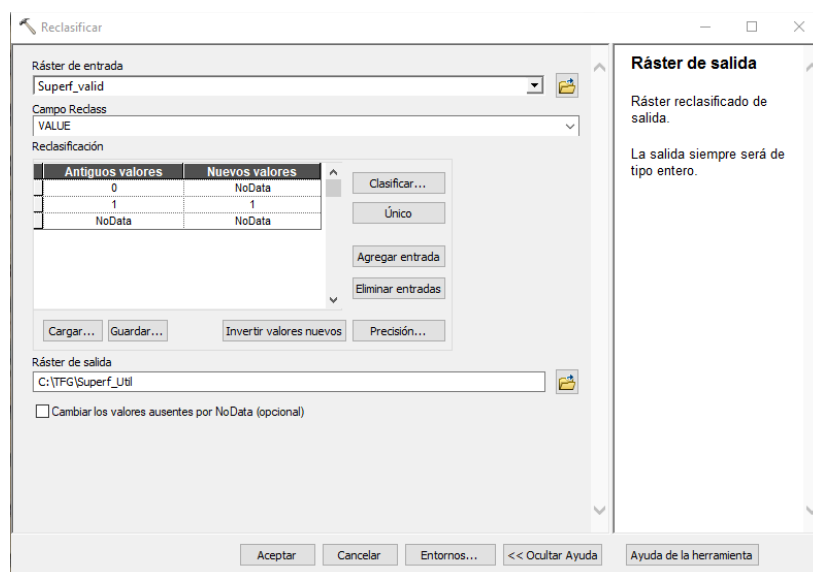 Reclasificar
Ráster de entrada
Superf_valid
Campo Reclass
VALUE
Reclasificación
Antiguos valores Nuevos valores
0 NoData
1 1
NoData NoData
Clasificar...
Único
Agregar entrada
Eliminar entradas
Cargar... Guardar... Invertir valores nuevos Precisión...
Ráster de salida
C:\TFG\Superf_Util
Cambiar los valores ausentes por NoData (opcional)
Aceptar Cancelar Entornos... << Ocultar Ayuda
Ráster de salida
Ráster reclasificado de
salida.
La salida siempre será de
tipo entero.
Ayuda de la herramienta